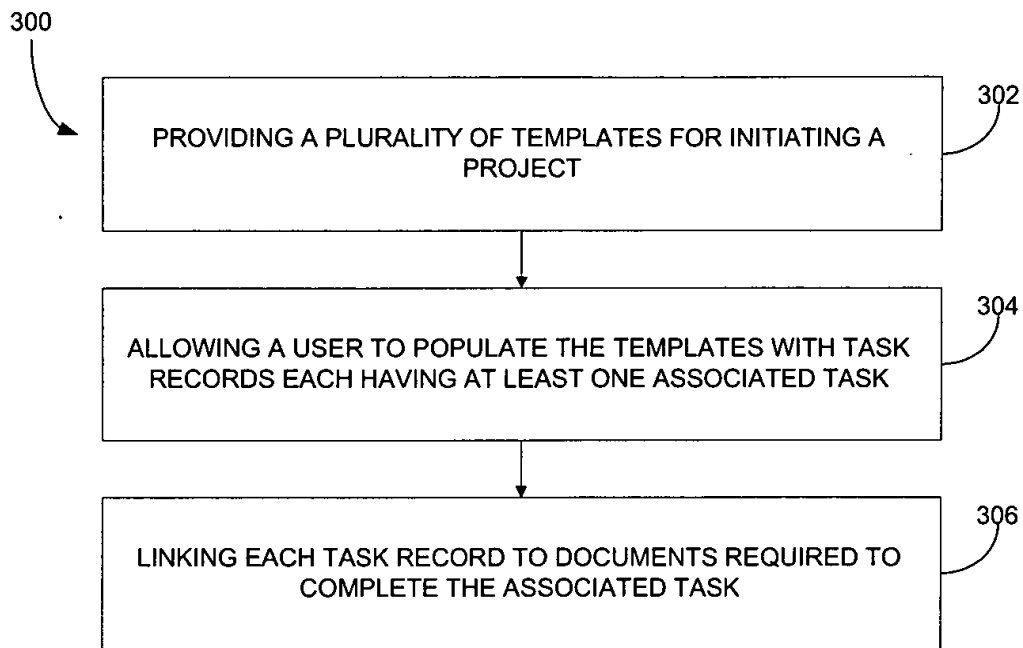 300
302
PROVIDING A PLURALITY OF TEMPLATES FOR INITIATING A
PROJECT
304
ALLOWING A USER TO POPULATE THE TEMPLATES WITH TASK
RECORDS EACH HAVING AT LEAST ONE ASSOCIATED TASK
306
LINKING EACH TASK RECORD TO DOCUMENTS REQUIRED TO
COMPLETE THE ASSOCIATED TASK